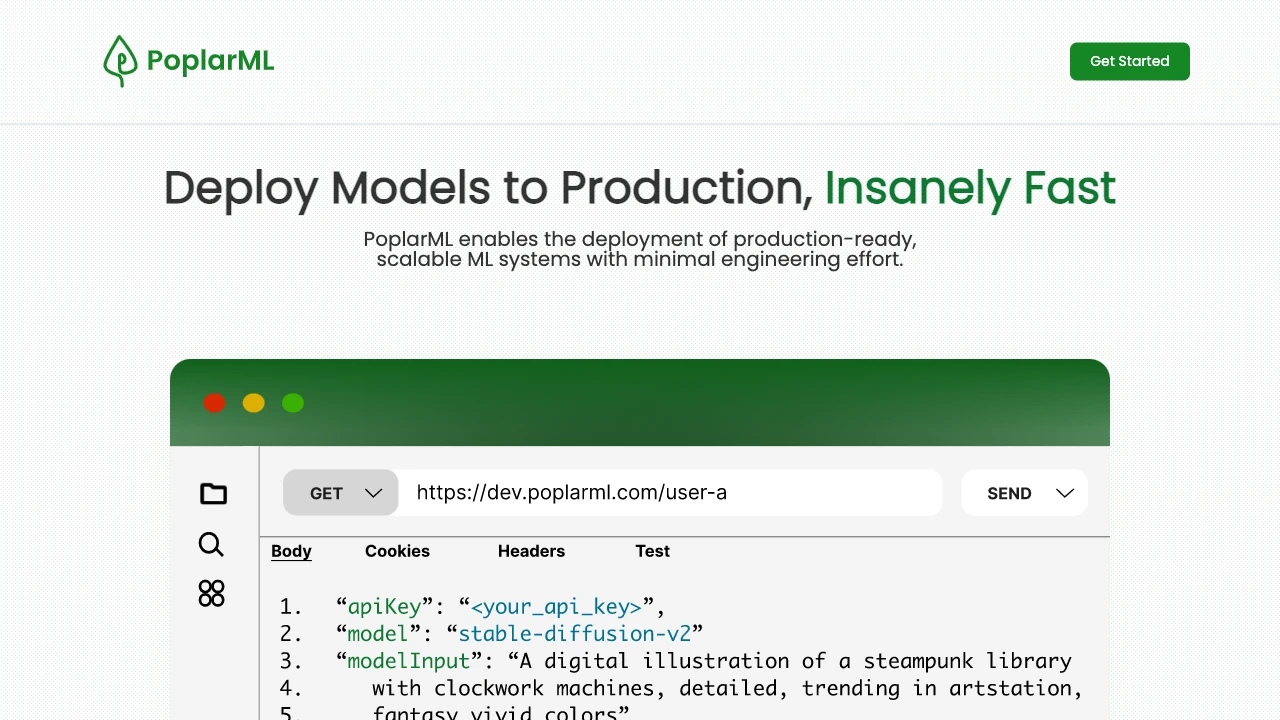 PoplarML
Get Started
Deploy Models to Production, Insanely Fast
PoplarML enables the deployment of production-ready,
scalable ML systems with minimal engineering effort.
GET
https://dev.poplarml.com/user-a
SEND
Body
Cookies
Headers
Test
1. “apiKey”: “<your_api_key>”,
2. “model”: “stable-diffusion-v2”
3. “modelInput”: “A digital illustration of a steampunk library
4. with clockwork machines, detailed, trending in artstation,
5. fantasy vivid colors”